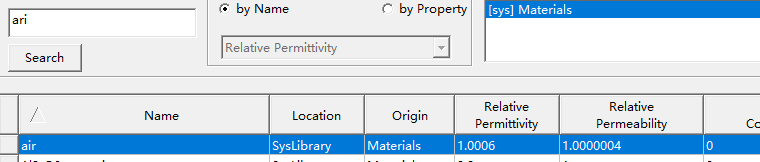 ari
by Name
by Property
[sys] Materials
Relative Permittivity
Search
Name
Location
Origin
Relative
Permittivity
Relative
Permeability
Co
air
SysLibrary
Materials
1.0006
1.0000004
0